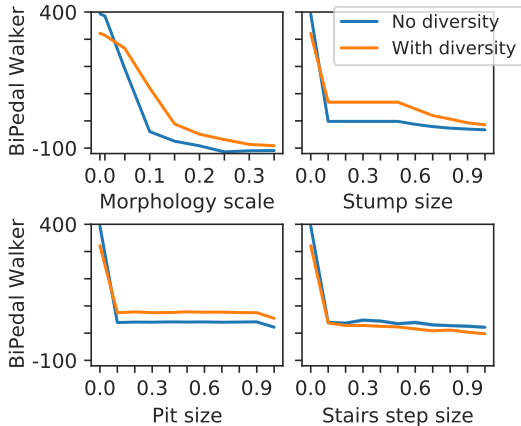 No diversity
With diversity
BiPedal Walker
400
-100
0.0 0.1 0.2 0.3
Morphology scale
0.0 0.3 0.6 0.9
Stump size
BiPedal Walker
400
-100
0.0 0.3 0.6 0.9
Pit size
0.0 0.3 0.6 0.9
Stairs step size